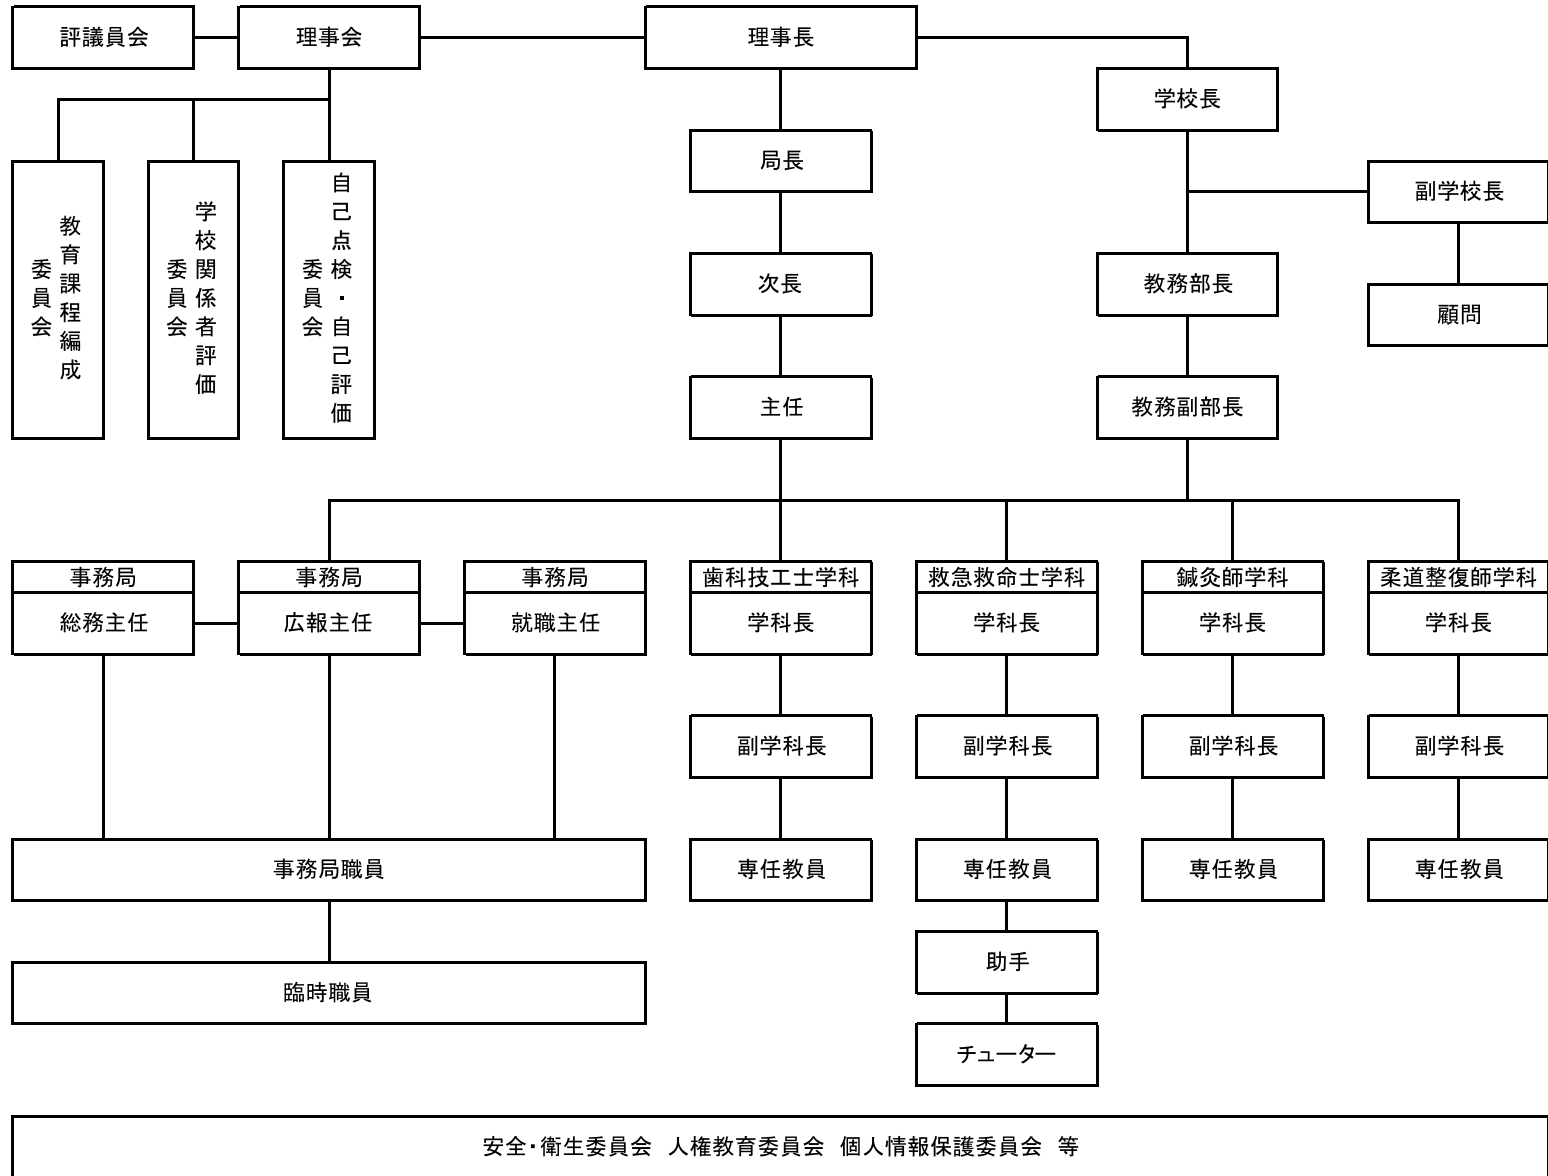 評議員会
理事会
理事長
学校長
局長
副学校長
教育課程編成
委員会
学校関係者評価
委員会
自己点検・自己評価
委員会
次長
教務部長
顧問
主任
教務副部長
事務局
総務主任
事務局
広報主任
事務局
就職主任
歯科技工士学科
学科長
救急救命士学科
学科長
鍼灸師学科
学科長
柔道整復師学科
学科長
副学科長
副学科長
副学科長
副学科長
事務局職員
専任教員
専任教員
専任教員
専任教員
助手
臨時職員
チューター
安全・衛生委員会　人権教育委員会　個人情報保護委員会　等